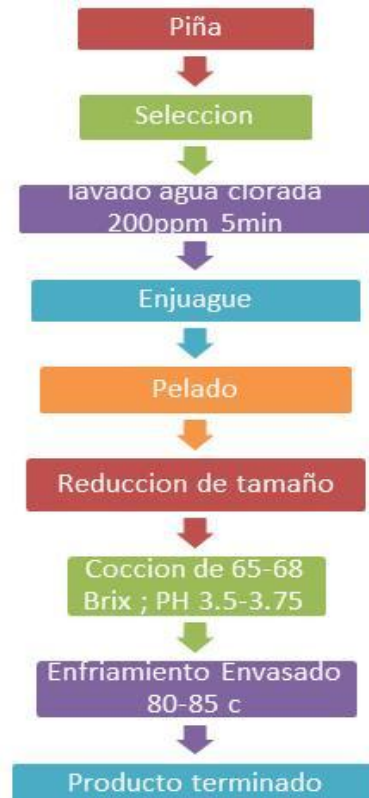 Piña
Seleccion
lavado agua clorada
200ppm 5min
Enjuague
Pelado
Reduccion de tamaño
Coccion de 65-68
Brix ; PH 3.5-3.75
Enfriamiento Envasado
80-85 c
Producto terminado